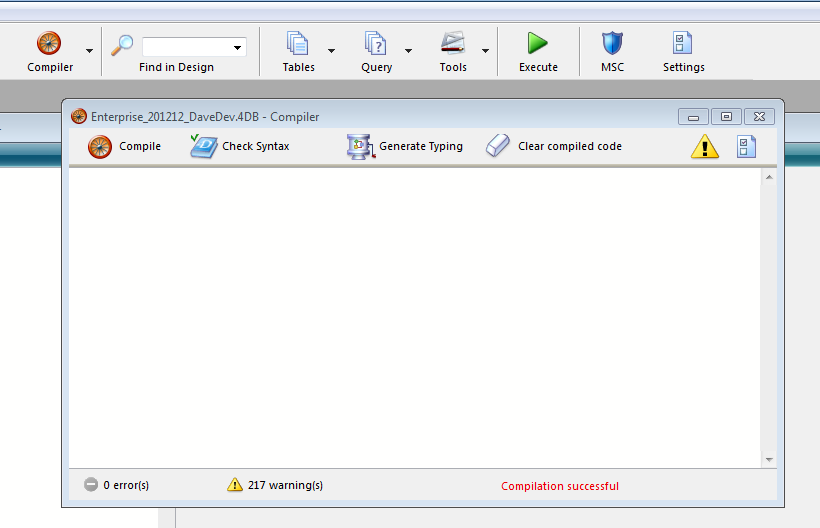 Compiler
Find in Design
Tables
Query
Tools
Execute
MSC
Settings
Enterprise_201212_DaveDev.4DB - Compiler
Compile
Check Syntax
Generate Typing
Clear compiled code
0 error(s)
217 warning(s)
Compilation successful